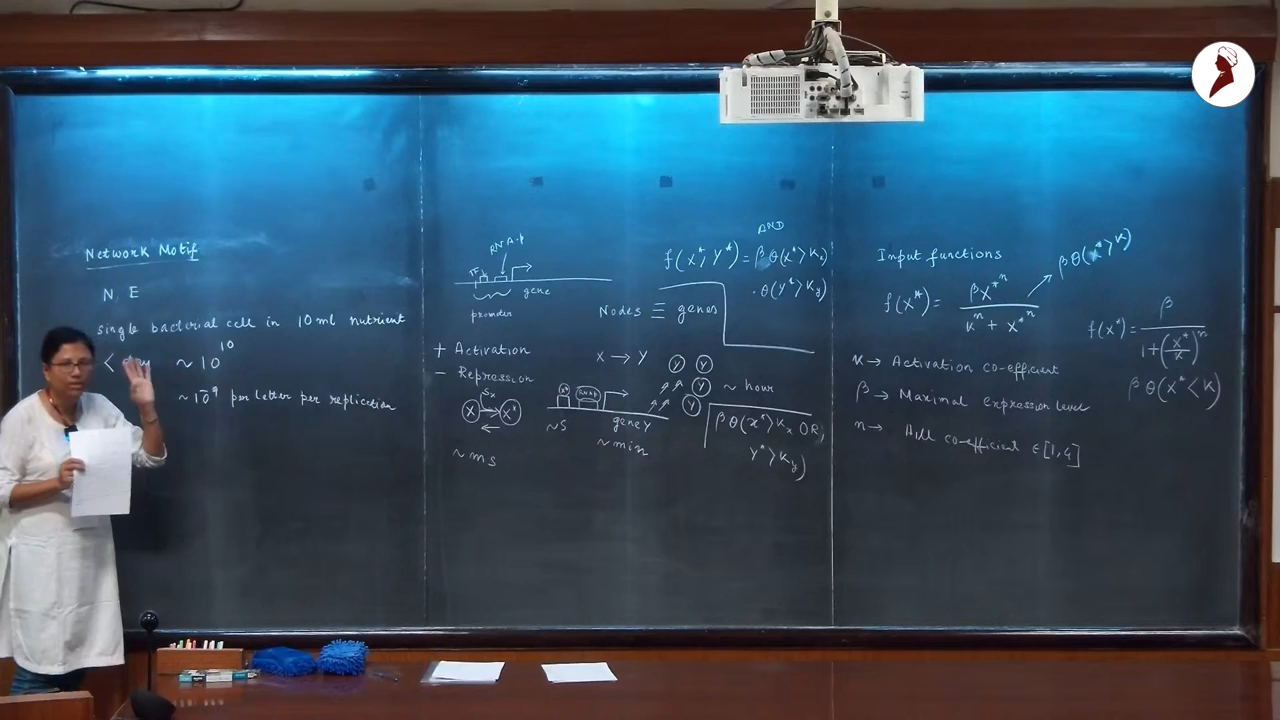 Network Motif
N, E
single bacterial cell in 10 ml nutrient
< day ~ 10^10
~ 10^-9 per letter per replication
RNA-p
TF
gene
promoter
+ Activation
- Repression
Sx
X X*
~ms
AND
f(X*, Y*) = β θ(X* > Kx)
· θ(Y* > Ky)
Nodes ≡ genes
X → Y
X* RNAp
gene Y
~s
~min
Y Y
Y
Y
~ hour
β θ(X* > Kx OR
Y* > Ky)
Input functions
f(X*) = βX*^n / (K^n + X*^n)
β θ(X* > K)
f(X*) = β / (1 + (X*/K)^n)
β θ(X* < K)
K → Activation co-efficient
β → Maximal expression level
n → Hill co-efficient ∈ [1, 4]